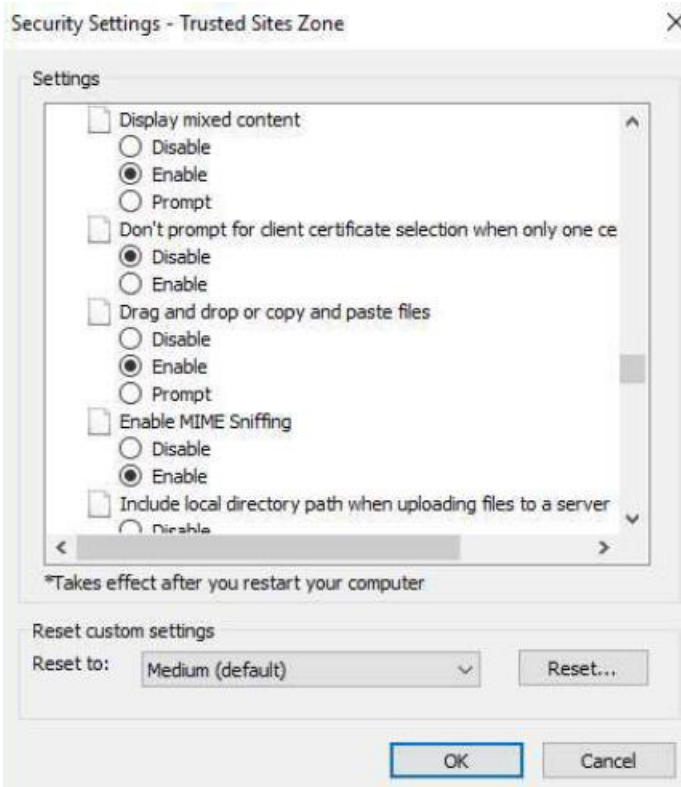 Security Settings - Trusted Sites Zone
Settings
Display mixed content
Disable
Enable
Prompt
Don't prompt for client certificate selection when only one ce
Disable
Enable
Drag and drop or copy and paste files
Disable
Enable
Prompt
Enable MIME Sniffing
Disable
Enable
Include local directory path when uploading files to a server
Disable
*Takes effect after you restart your computer
Reset custom settings
Reset to: Medium (default) Reset...
OK Cancel